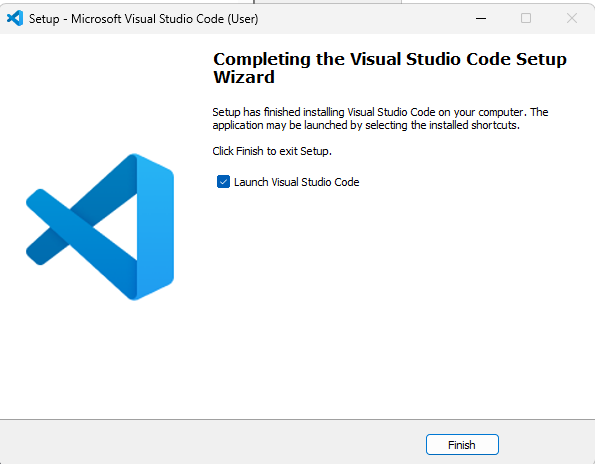 Setup - Microsoft Visual Studio Code (User)
Completing the Visual Studio Code Setup
Wizard
Setup has finished installing Visual Studio Code on your computer. The
application may be launched by selecting the installed shortcuts.
Click Finish to exit Setup.
Launch Visual Studio Code
Finish